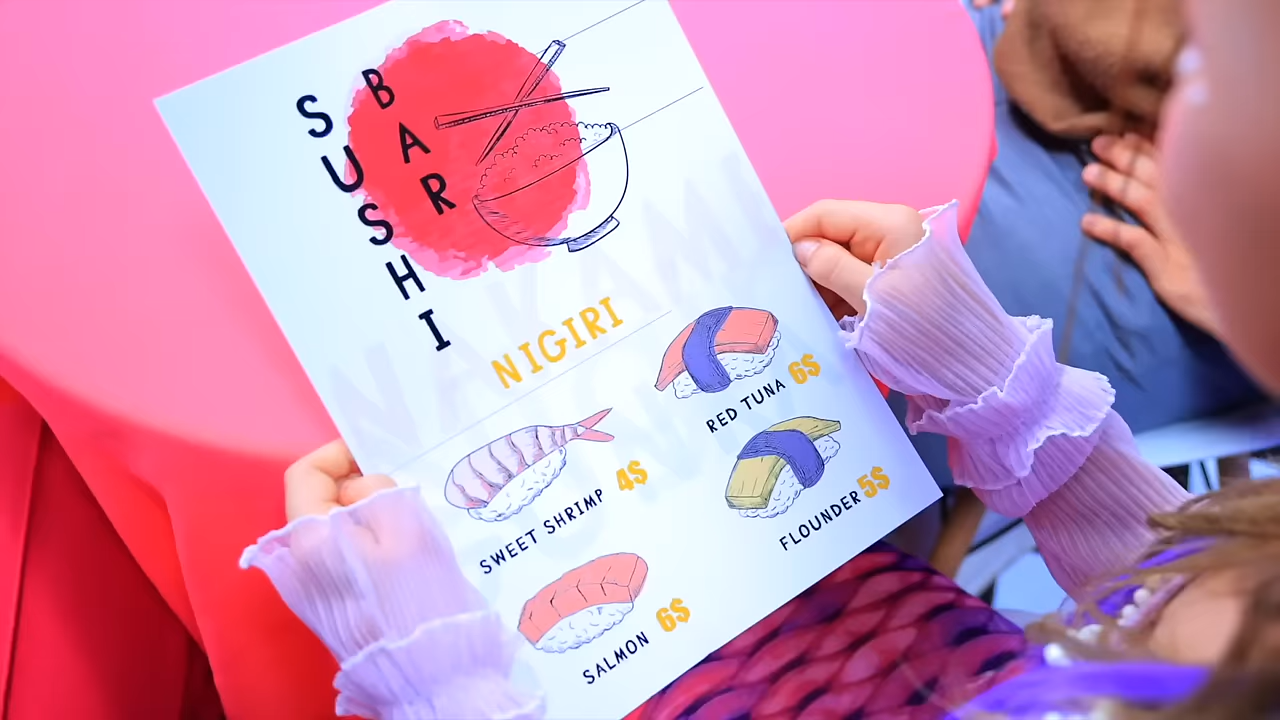 SUSHI
BAR
NIGIRI
SWEET SHRIMP 4$
RED TUNA 6$
SALMON 6$
FLOUNDER 5$